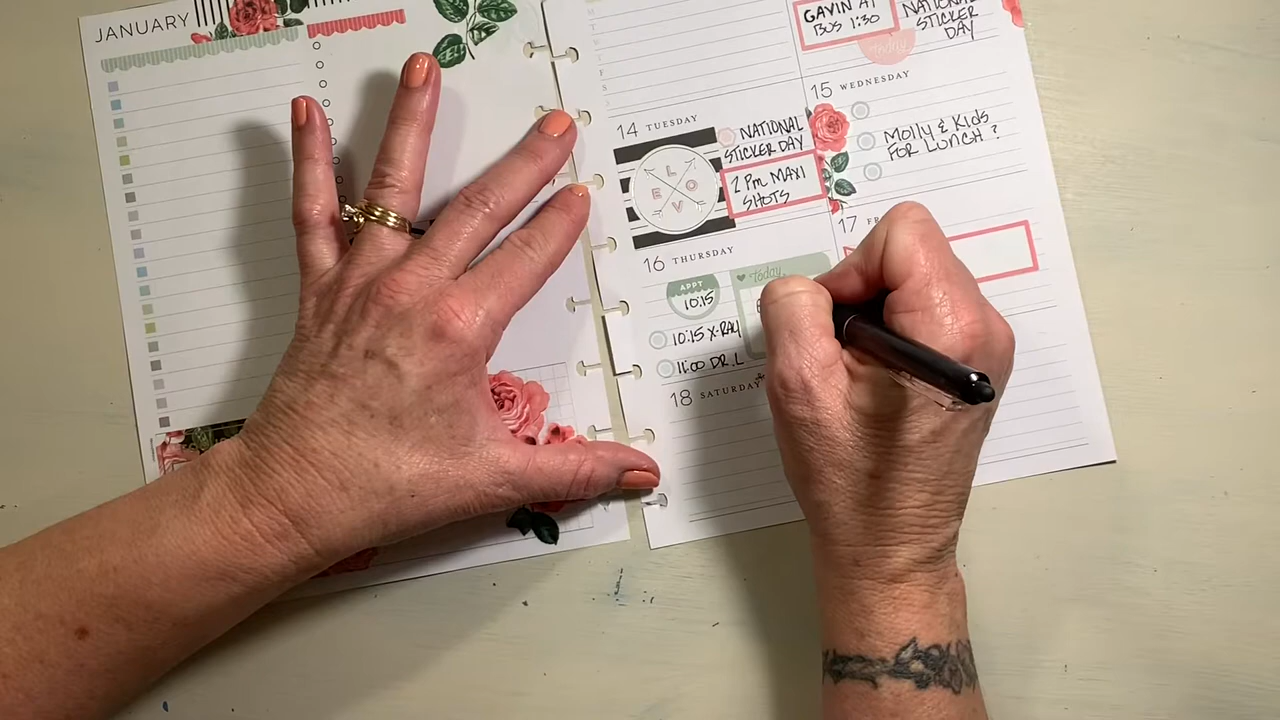 JANUARY
GAVIN AT
BUS 1:30
NATIONAL
STICKER
DAY
today
14 TUESDAY
L
E O
V
NATIONAL
STICKER DAY
2 PM MAXI
SHOTS
15 WEDNESDAY
MOLLY & KIDS
FOR LUNCH ?
16 THURSDAY
APPT
10:15
today
10:15 X-RAY
11:00 DR. L
17 FR
18 SATURDAY